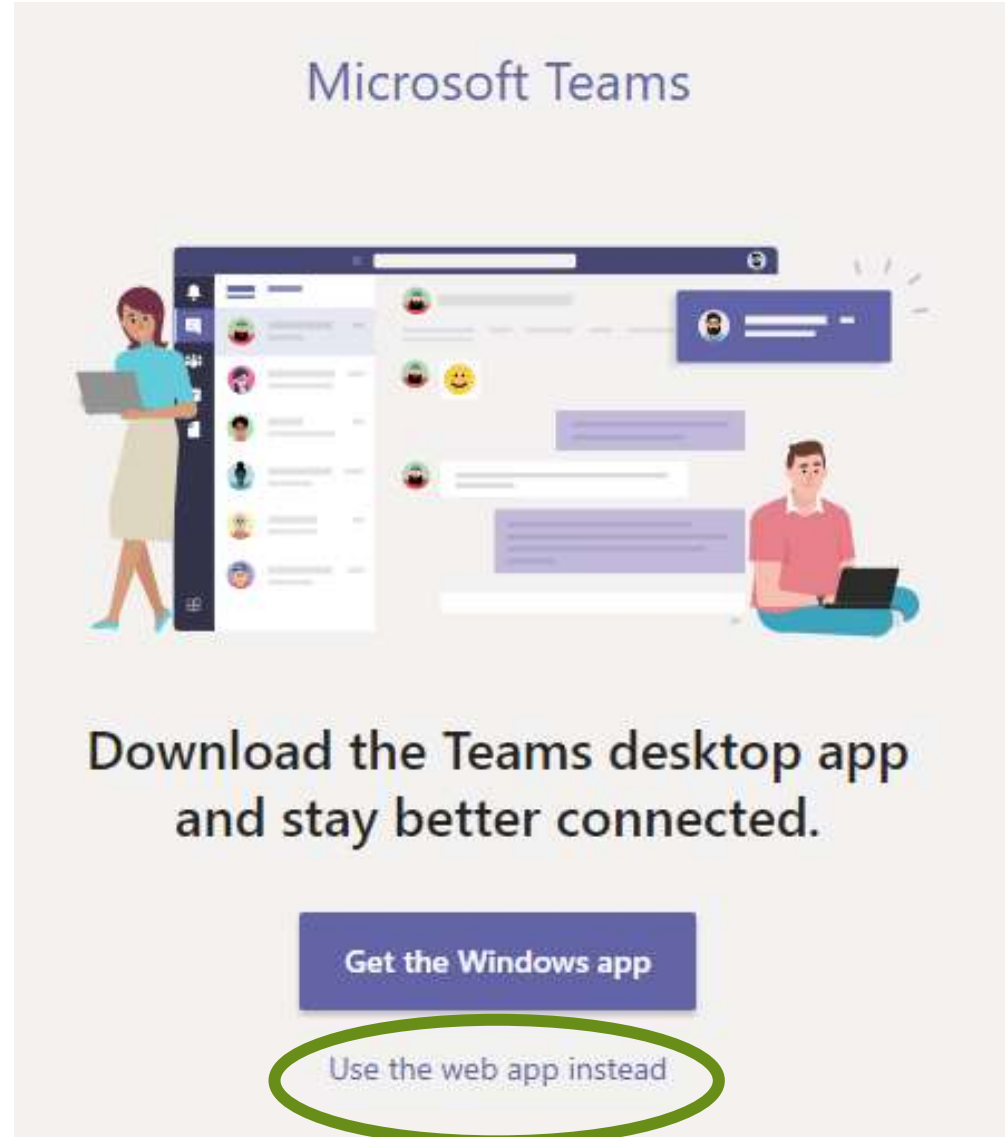 Microsoft Teams
Download the Teams desktop app
and stay better connected.
Get the Windows app
Use the web app instead